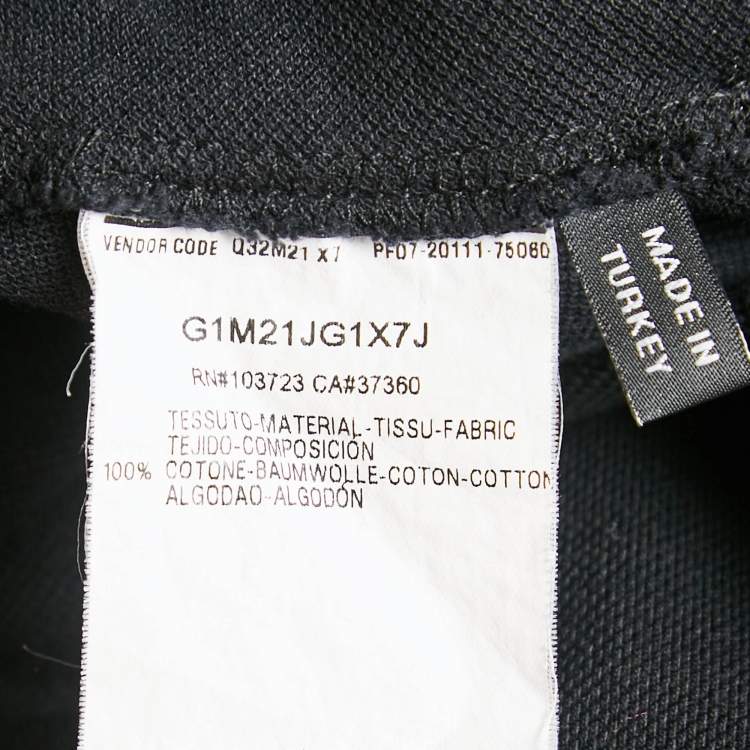 VENDOR CODE Q32M21 X7 PF07-20111-75060
G1M21JG1X7J
RN#103723 CA#37360
TESSUTO-MATERIAL-TISSU-FABRIC
TEJIDO-COMPOSICIÓN
100% COTONE-BAUMWOLLE-COTON-COTTON
ALGODAO-ALGODÓN
MADE IN
TURKEY